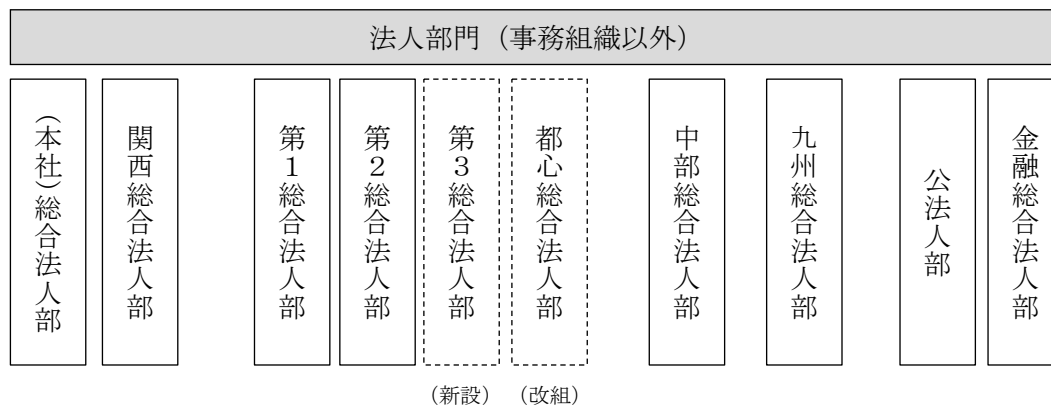 法人部門（事務組織以外）
（本社）総合法人部
関西総合法人部
第１総合法人部
第２総合法人部
第３総合法人部
都心総合法人部
中部総合法人部
九州総合法人部
公法人部
金融総合法人部
（新設）
（改組）